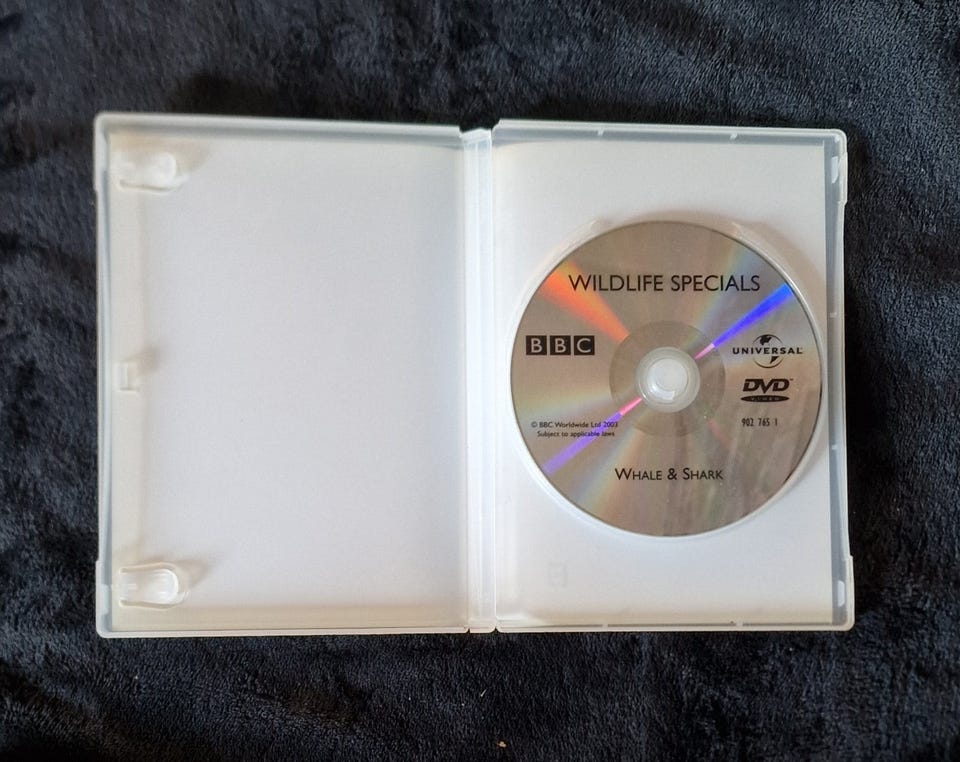 WILDLIFE SPECIALS
BBC
UNIVERSAL
DVD
VIDEO
© BBC Worldwide Ltd 2003
Subject to applicable laws
902 765 1
WHALE & SHARK